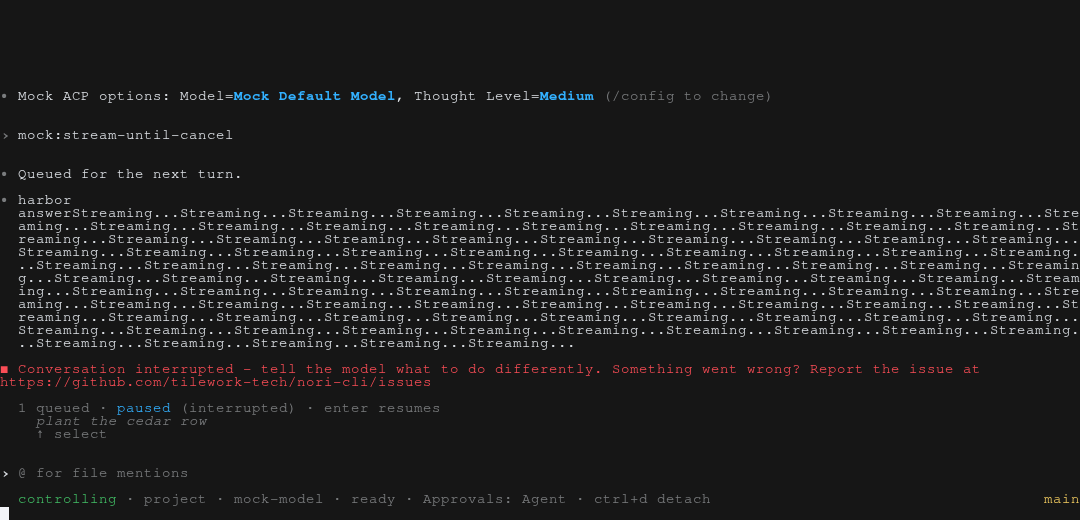 • Mock ACP options: Model=Mock Default Model, Thought Level=Medium (/config to change)
› mock:stream-until-cancel
• Queued for the next turn.
• harbor
answerStreaming...Streaming...Streaming...Streaming...Streaming...Streaming...Streaming...Streaming...Streaming...Stre
aming...Streaming...Streaming...Streaming...Streaming...Streaming...Streaming...Streaming...Streaming...Streaming...St
reaming...Streaming...Streaming...Streaming...Streaming...Streaming...Streaming...Streaming...Streaming...Streaming...
Streaming...Streaming...Streaming...Streaming...Streaming...Streaming...Streaming...Streaming...Streaming...Streaming.
..Streaming...Streaming...Streaming...Streaming...Streaming...Streaming...Streaming...Streaming...Streaming...Streamin
g...Streaming...Streaming...Streaming...Streaming...Streaming...Streaming...Streaming...Streaming...Streaming...Stream
ing...Streaming...Streaming...Streaming...Streaming...Streaming...Streaming...Streaming...Streaming...Streaming...Stre
aming...Streaming...Streaming...Streaming...Streaming...Streaming...Streaming...Streaming...Streaming...Streaming...St
reaming...Streaming...Streaming...Streaming...Streaming...Streaming...Streaming...Streaming...Streaming...Streaming...
Streaming...Streaming...Streaming...Streaming...Streaming...Streaming...Streaming...Streaming...Streaming...Streaming.
..Streaming...Streaming...Streaming...Streaming...Streaming...
■ Conversation interrupted - tell the model what to do differently. Something went wrong? Report the issue at
https://github.com/tilework-tech/nori-cli/issues
1 queued · paused (interrupted) · enter resumes
plant the cedar row
↑ select
› @ for file mentions
controlling · project · mock-model · ready · Approvals: Agent · ctrl+d detach main